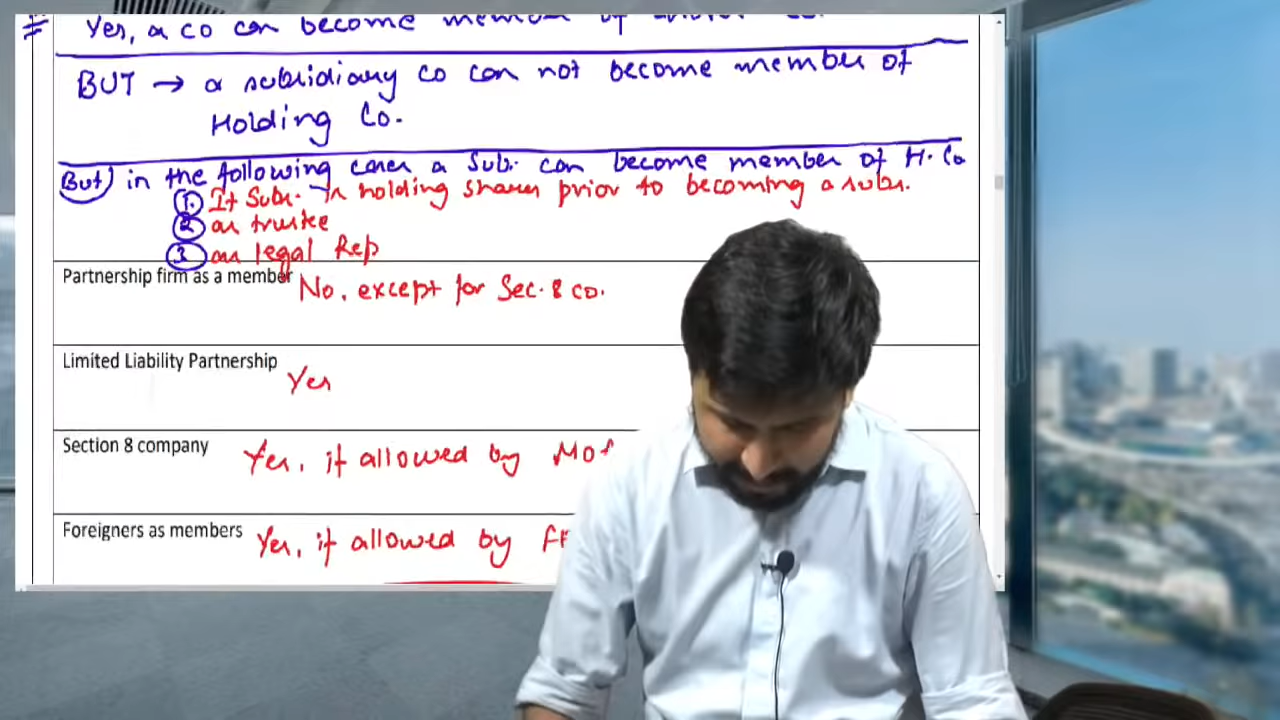 Yes, a co can become member of
BUT → a subsidiary co can not become member of
Holding Co.
But) in the following cases a Sub. can become member of H. Co
1. If Subs. is holding shares prior to becoming a subs.
2 as trustee
3 as legal Rep
Partnership firm as a member No, except for Sec. 8 co.
Limited Liability Partnership Yes
Section 8 company Yes, if allowed by MO
Foreigners as members Yes, if allowed by